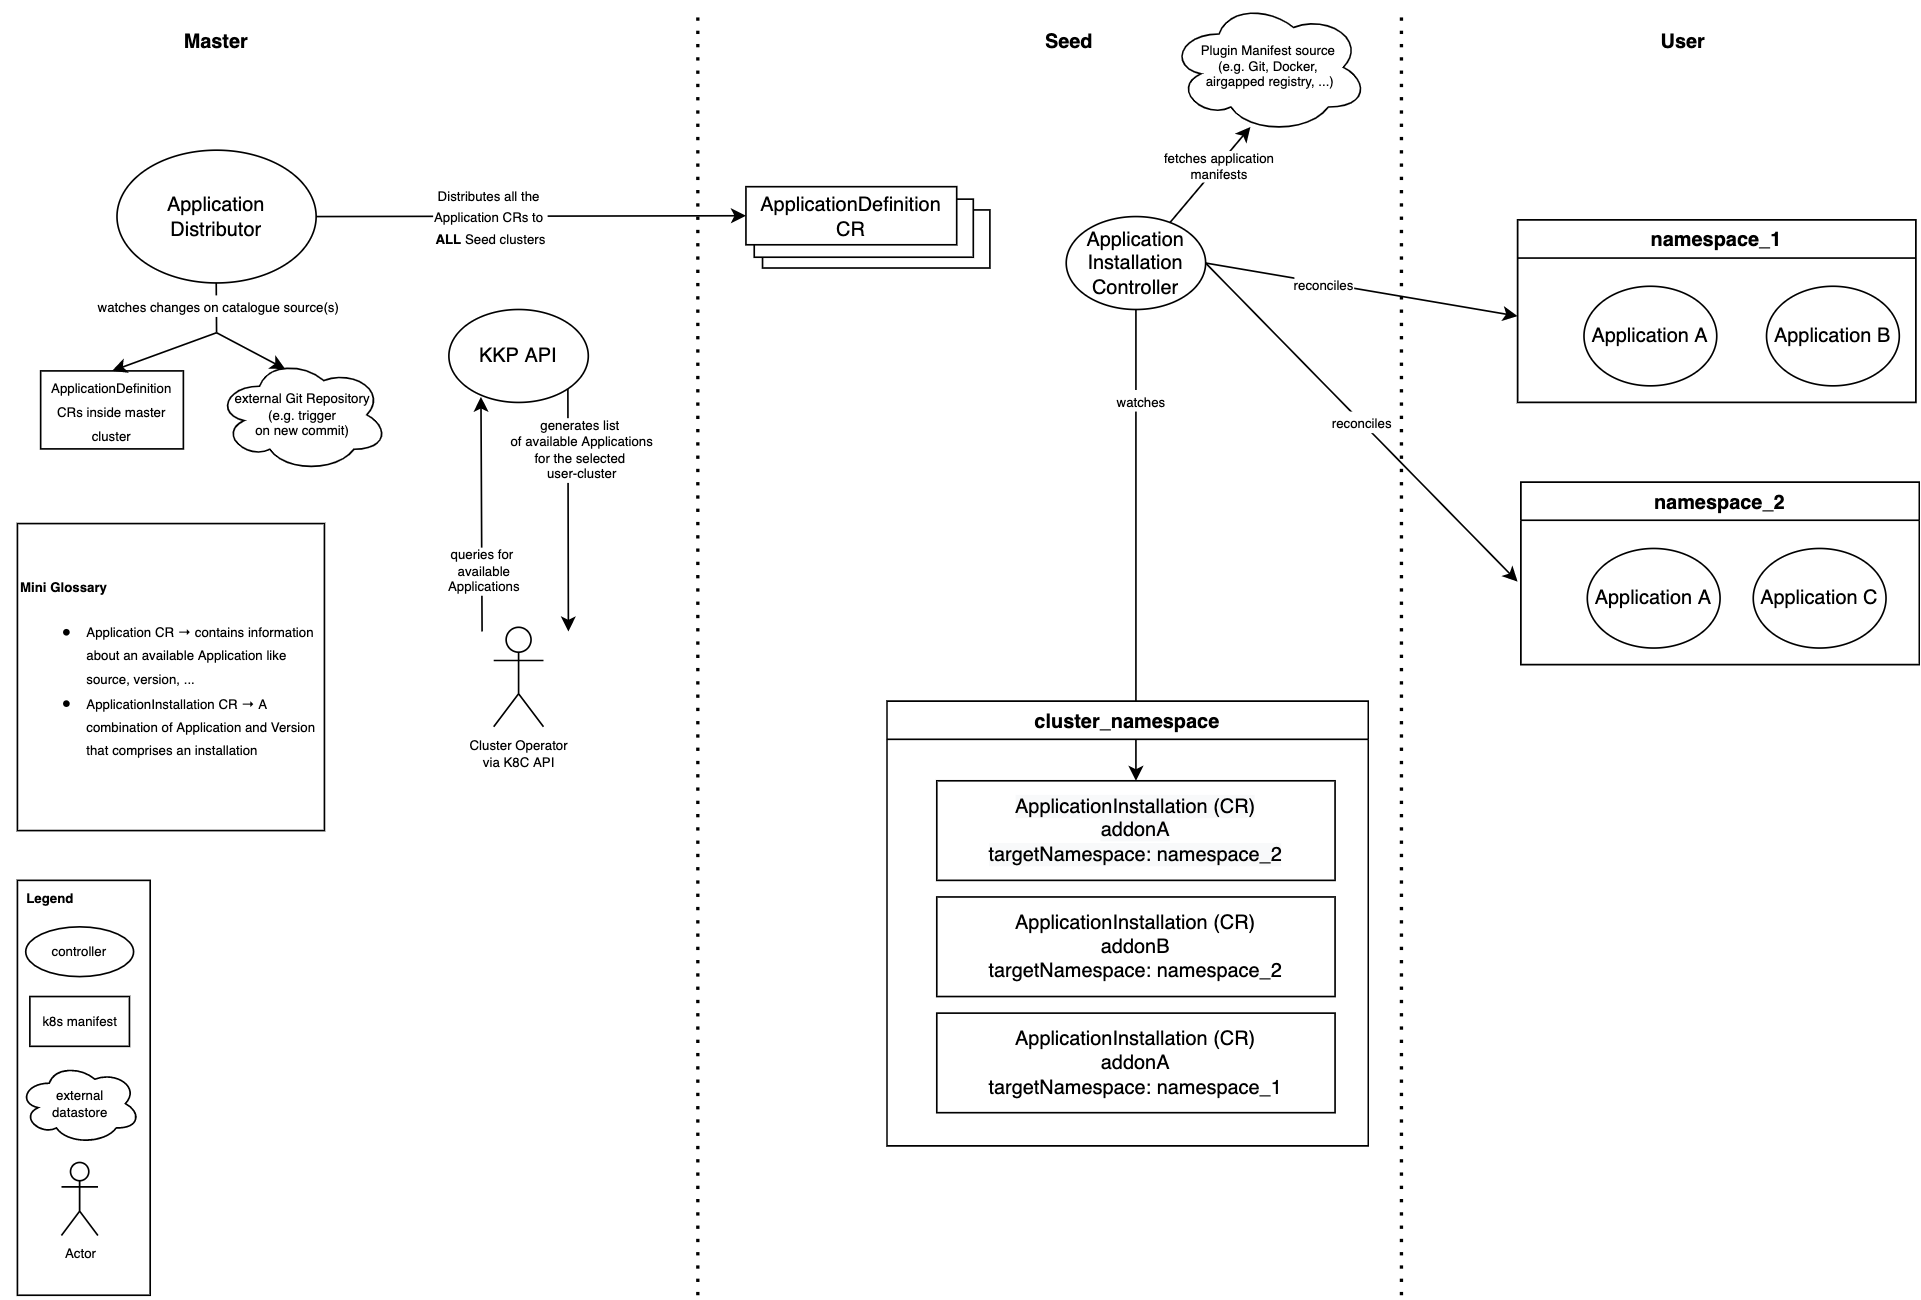 Master
Application
Distributor
Distributes all the
Application CRs to
ALL Seed clusters
watches changes on catalogue source(s)
ApplicationDefinition
CRs inside master
cluster
external Git Repository
(e.g. trigger
on new commit)
KKP API
generates list
of available Applications
for the selected
user-cluster
queries for
available
Applications
Cluster Operator
via K8C API
Mini Glossary
● Application CR → contains information
about an available Application like
source, version, ...
● ApplicationInstallation CR → A
combination of Application and Version
that comprises an installation
Legend
controller
k8s manifest
external
datastore
Actor
Seed
Plugin Manifest source
(e.g. Git, Docker,
airgapped registry, ...)
fetches application
manifests
ApplicationDefinition
CR
Application
Installation
Controller
reconciles
reconciles
watches
cluster_namespace
ApplicationInstallation (CR)
addonA
targetNamespace: namespace_2
ApplicationInstallation (CR)
addonB
targetNamespace: namespace_2
ApplicationInstallation (CR)
addonA
targetNamespace: namespace_1
User
namespace_1
Application A
Application B
namespace_2
Application A
Application C